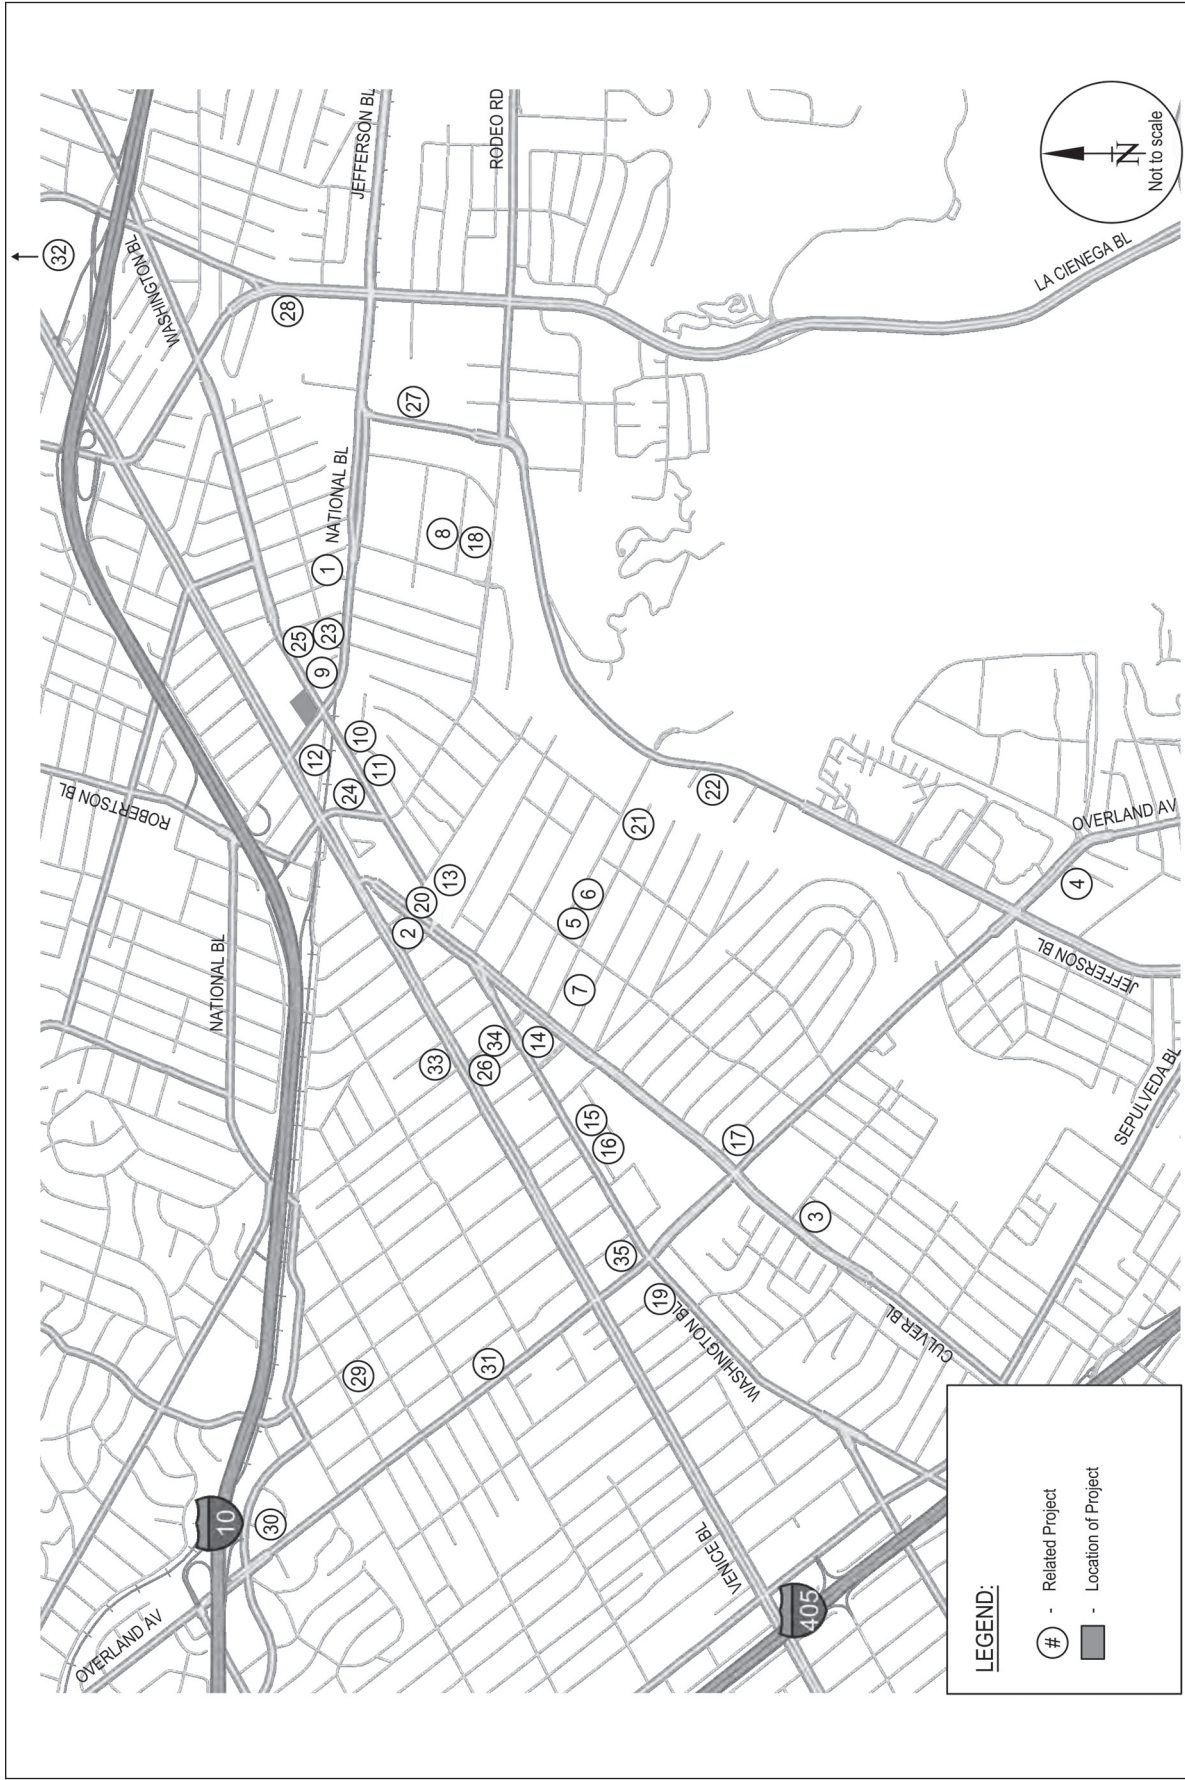 32
WASHINGTON BL
28
JEFFERSON BL
RODEO RD
LA CIENEGA BL
N
Not to scale
27
NATIONAL BL
8
18
1
25
23
9
10
11
12
24
ROBERTSON BL
NATIONAL BL
13
20
2
5
6
7
21
22
OVERLAND AV
4
JEFFERSON BL
SEPULVEDA BL
33
26
34
14
15
16
17
3
35
19
WASHINGTON BL
CULVER BL
31
29
30
10
OVERLAND AV
VENICE BL
405
LEGEND:
# - Related Project
- Location of Project